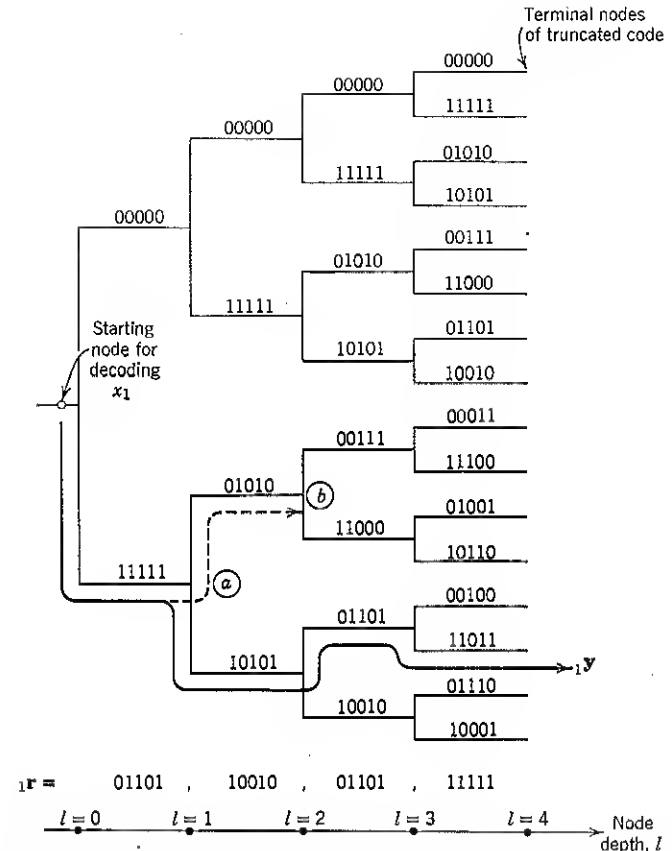 Terminal nodes
of truncated code
00000
00000
11111
00000
01010
11111
10101
00000
00111
01010
11000
11111
Starting
node for
decoding
x₁
01101
10101
10010
00011
00111
11100
01010
b
01001
11000
10110
11111
a
00100
01101
11011
10101
₁y
01110
10010
10001
₁r = 01101 , 10010 , 01101 , 11111
l = 0 l = 1 l = 2 l = 3 l = 4 Node
depth, l